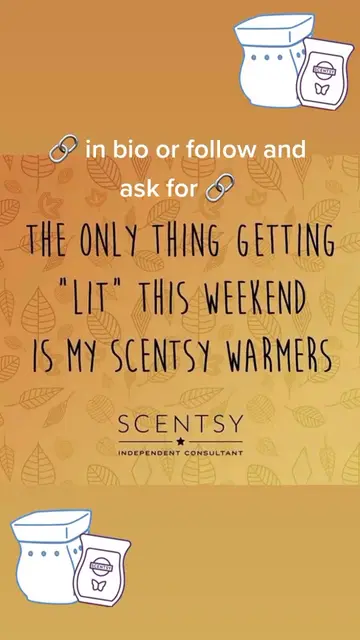 SCENTSY
🔗 in bio or follow and
ask for 🔗
THE ONLY THING GETTING
"LIT" THIS WEEKEND
IS MY SCENTSY WARMERS
SCENTSY
INDEPENDENT CONSULTANT
SCENTSY